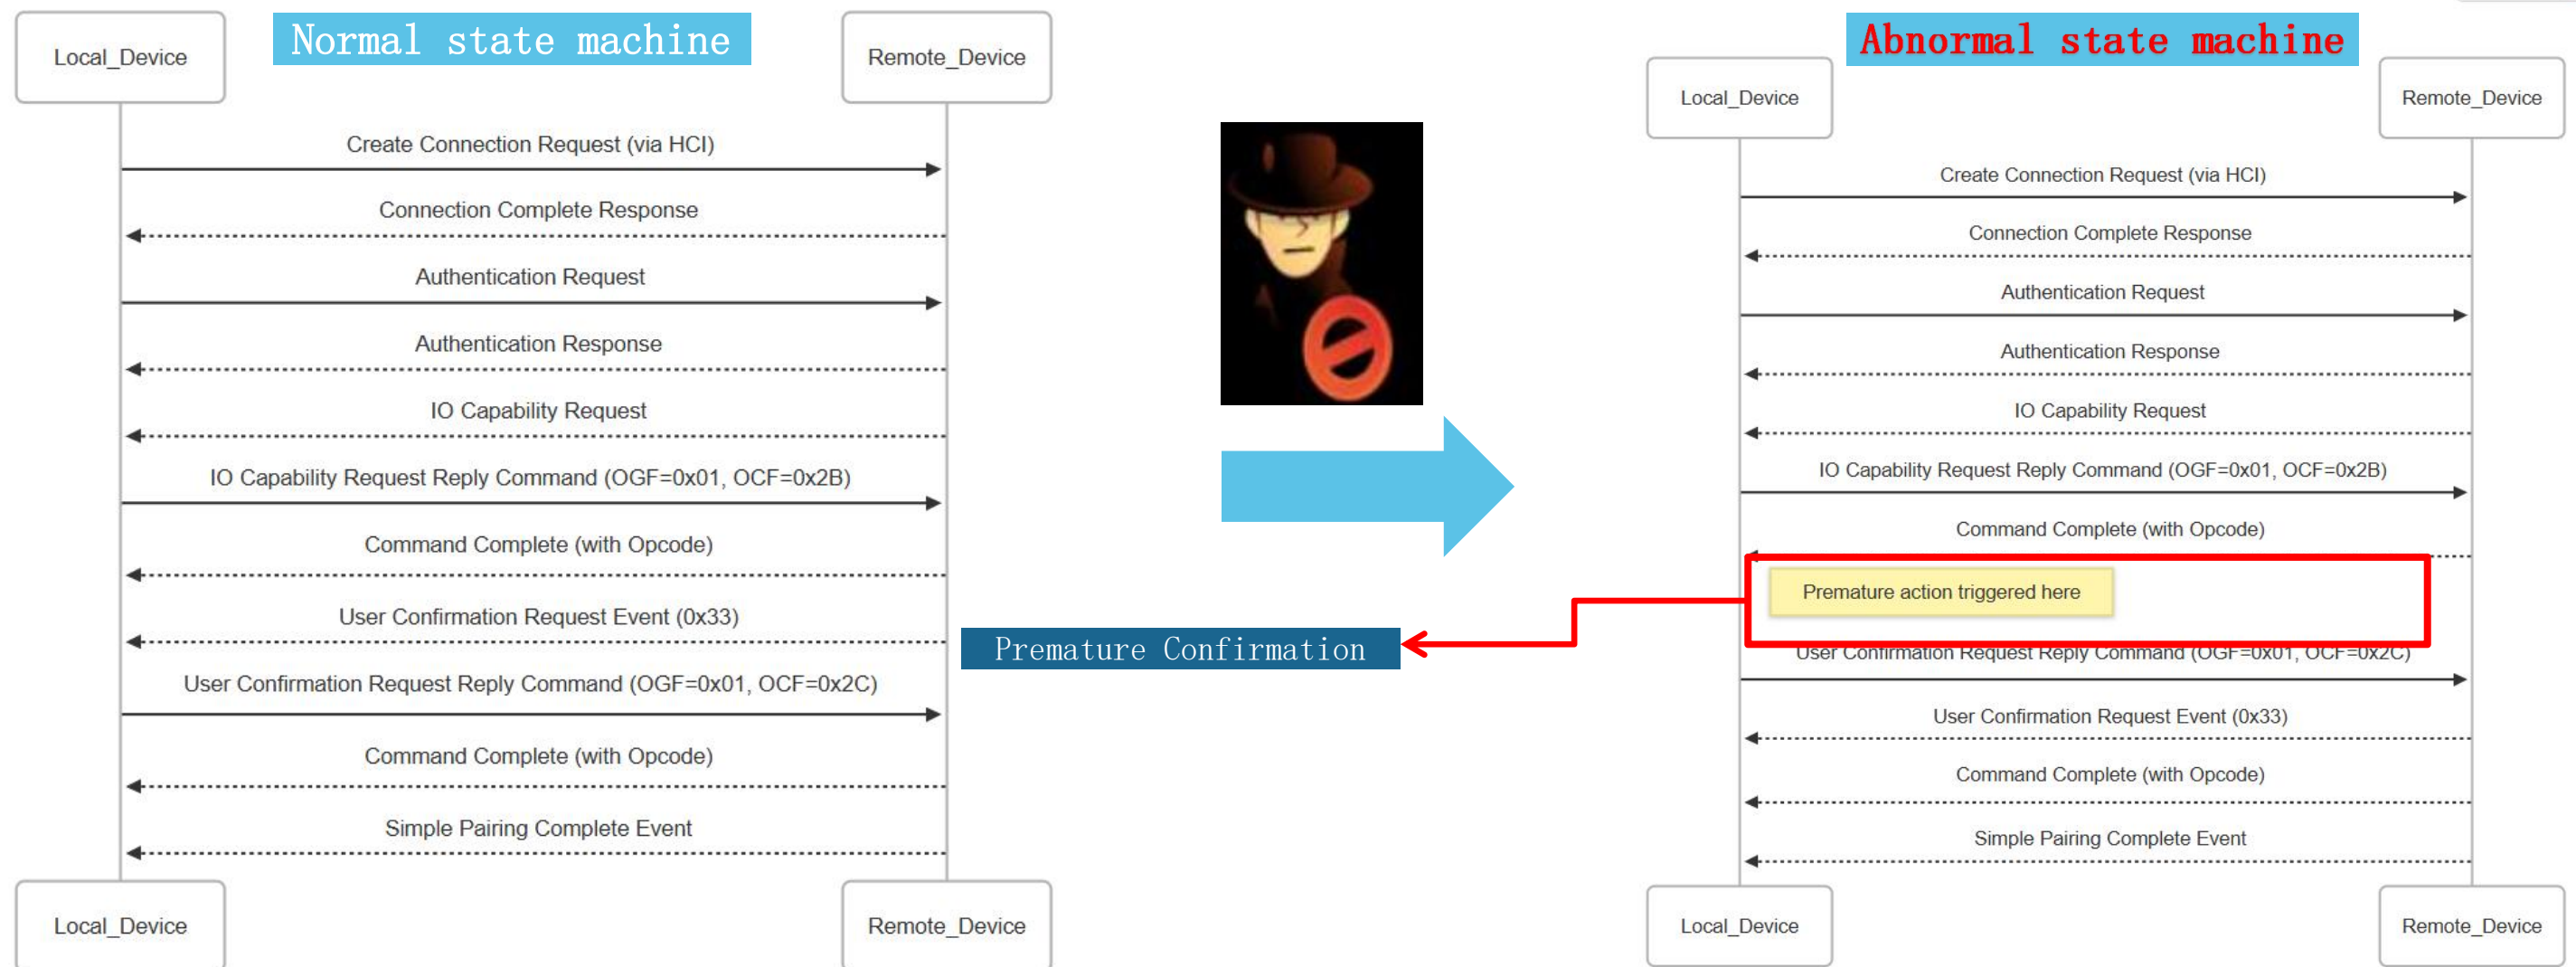 Normal state machine
Local_Device
Remote_Device
Create Connection Request (via HCI)
Connection Complete Response
Authentication Request
Authentication Response
IO Capability Request
IO Capability Request Reply Command (OGF=0x01, OCF=0x2B)
Command Complete (with Opcode)
User Confirmation Request Event (0x33)
User Confirmation Request Reply Command (OGF=0x01, OCF=0x2C)
Command Complete (with Opcode)
Simple Pairing Complete Event
Local_Device
Remote_Device
Premature Confirmation
Abnormal state machine
Local_Device
Remote_Device
Create Connection Request (via HCI)
Connection Complete Response
Authentication Request
Authentication Response
IO Capability Request
IO Capability Request Reply Command (OGF=0x01, OCF=0x2B)
Command Complete (with Opcode)
Premature action triggered here
User Confirmation Request Reply Command (OGF=0x01, OCF=0x2C)
User Confirmation Request Event (0x33)
Command Complete (with Opcode)
Simple Pairing Complete Event
Local_Device
Remote_Device